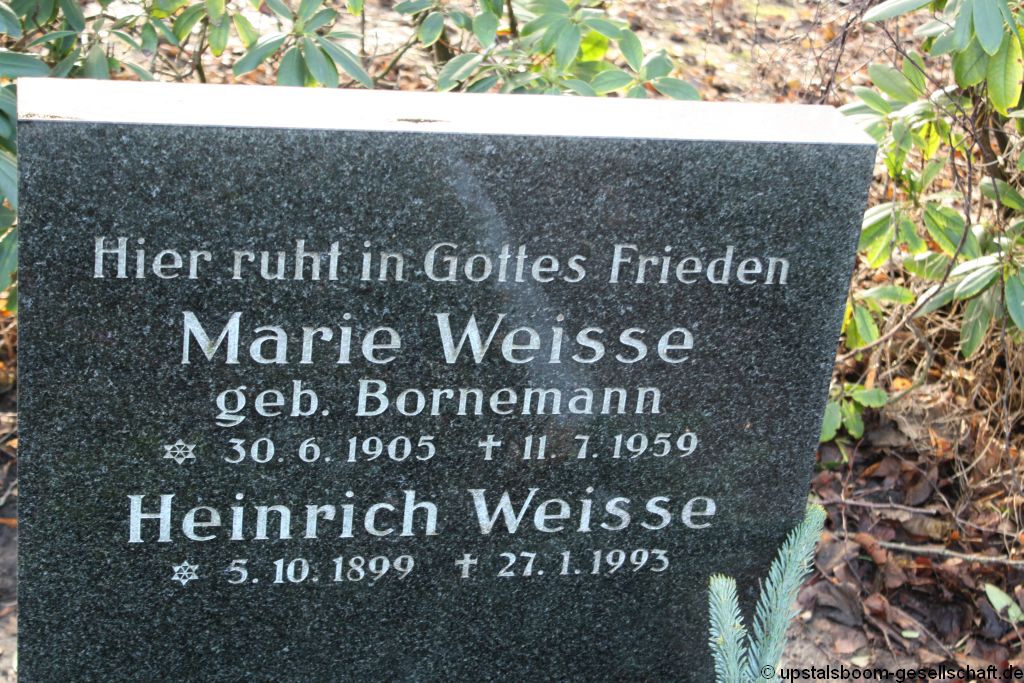 Hier ruht in Gottes Frieden
Marie Weisse
geb. Bornemann
✡ 30. 6. 1905 ✝ 11. 7. 1959
Heinrich Weisse
✡ 5. 10. 1899 ✝ 27. 1. 1993
© upstalsboom-gesellschaft.de